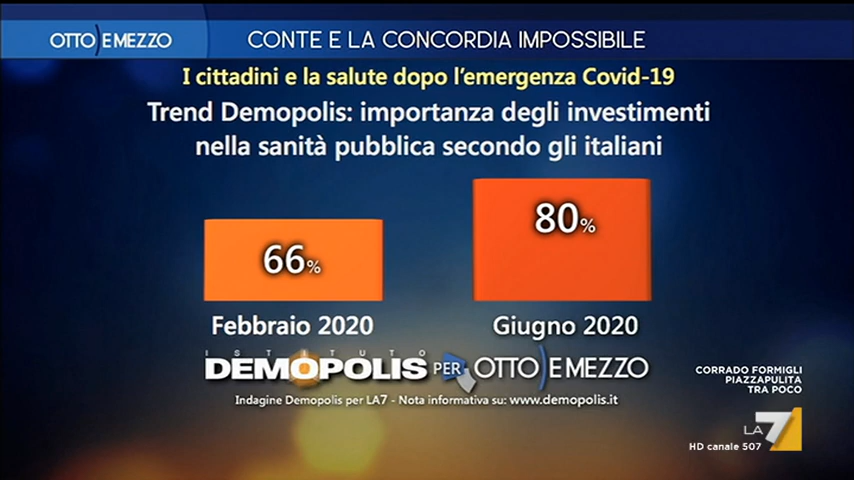 OTTO E MEZZO
CONTE E LA CONCORDIA IMPOSSIBILE
I cittadini e la salute dopo l'emergenza Covid-19
Trend Demopolis: importanza degli investimenti
nella sanità pubblica secondo gli italiani
66%
80%
Febbraio 2020
Giugno 2020
ISTITUTO
DEMOPOLIS PER OTTO E MEZZO
Indagine Demopolis per LA7 - Nota informativa su: www.demopolis.it
CORRADO FORMIGLI
PIAZZAPULITA
TRA POCO
LA7
HD canale 507